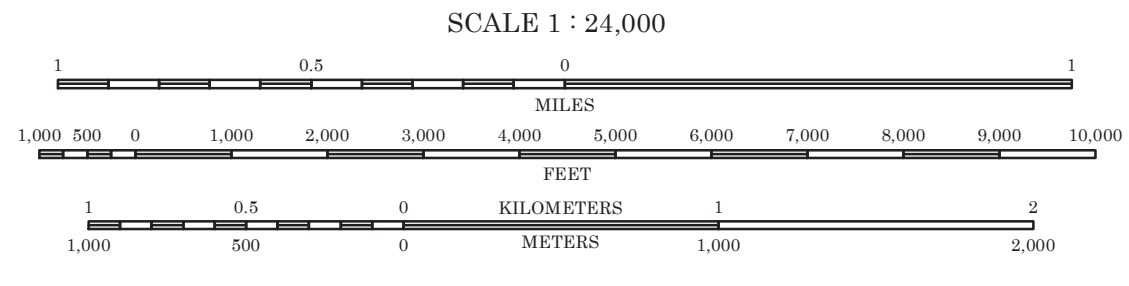 SCALE 1 : 24,000
1 0.5 0 1
MILES
1,000 500 0 1,000 2,000 3,000 4,000 5,000 6,000 7,000 8,000 9,000 10,000
FEET
1 0.5 0 KILOMETERS 1 2
1,000 500 0 METERS 1,000 2,000